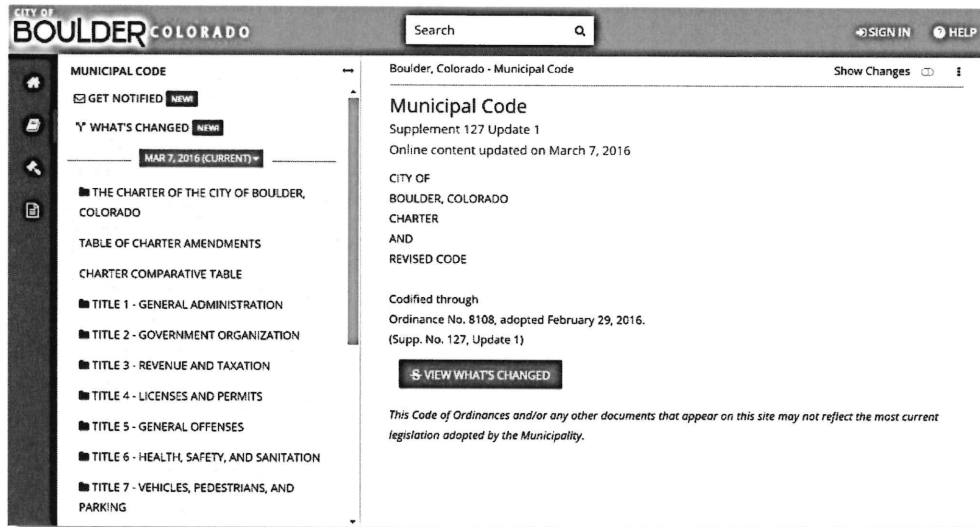 CITY OF
BOULDER COLORADO
Search
SIGN IN
HELP
MUNICIPAL CODE
GET NOTIFIED NEW!
WHAT'S CHANGED NEW!
MAR 7, 2016 (CURRENT)
THE CHARTER OF THE CITY OF BOULDER,
COLORADO
TABLE OF CHARTER AMENDMENTS
CHARTER COMPARATIVE TABLE
TITLE 1 - GENERAL ADMINISTRATION
TITLE 2 - GOVERNMENT ORGANIZATION
TITLE 3 - REVENUE AND TAXATION
TITLE 4 - LICENSES AND PERMITS
TITLE 5 - GENERAL OFFENSES
TITLE 6 - HEALTH, SAFETY, AND SANITATION
TITLE 7 - VEHICLES, PEDESTRIANS, AND
PARKING
Boulder, Colorado - Municipal Code
Show Changes
Municipal Code
Supplement 127 Update 1
Online content updated on March 7, 2016
CITY OF
BOULDER, COLORADO
CHARTER
AND
REVISED CODE
Codified through
Ordinance No. 8108, adopted February 29, 2016.
(Supp. No. 127, Update 1)
VIEW WHAT'S CHANGED
This Code of Ordinances and/or any other documents that appear on this site may not reflect the most current
legislation adopted by the Municipality.